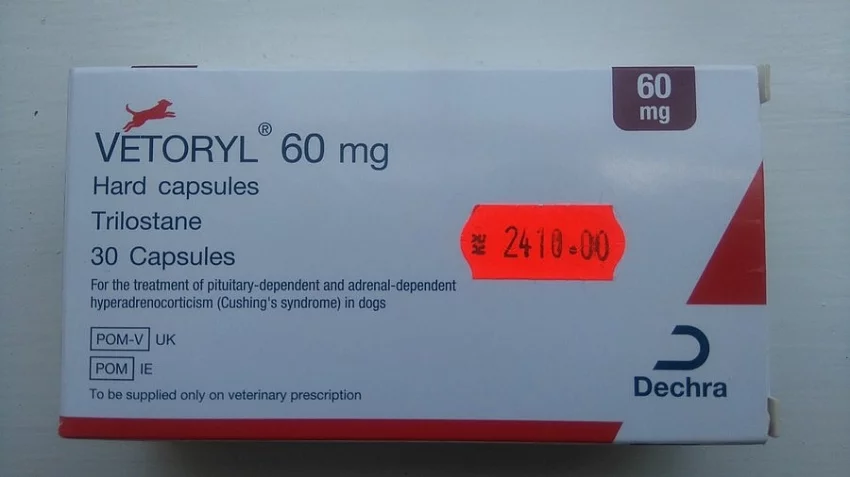 60
mg
VETORYL® 60 mg
Hard capsules
Trilostane
30 Capsules
For the treatment of pituitary-dependent and adrenal-dependent
hyperadrenocorticism (Cushing's syndrome) in dogs
Kč 2410.00
POM-V UK
POM IE
To be supplied only on veterinary prescription
Dechra